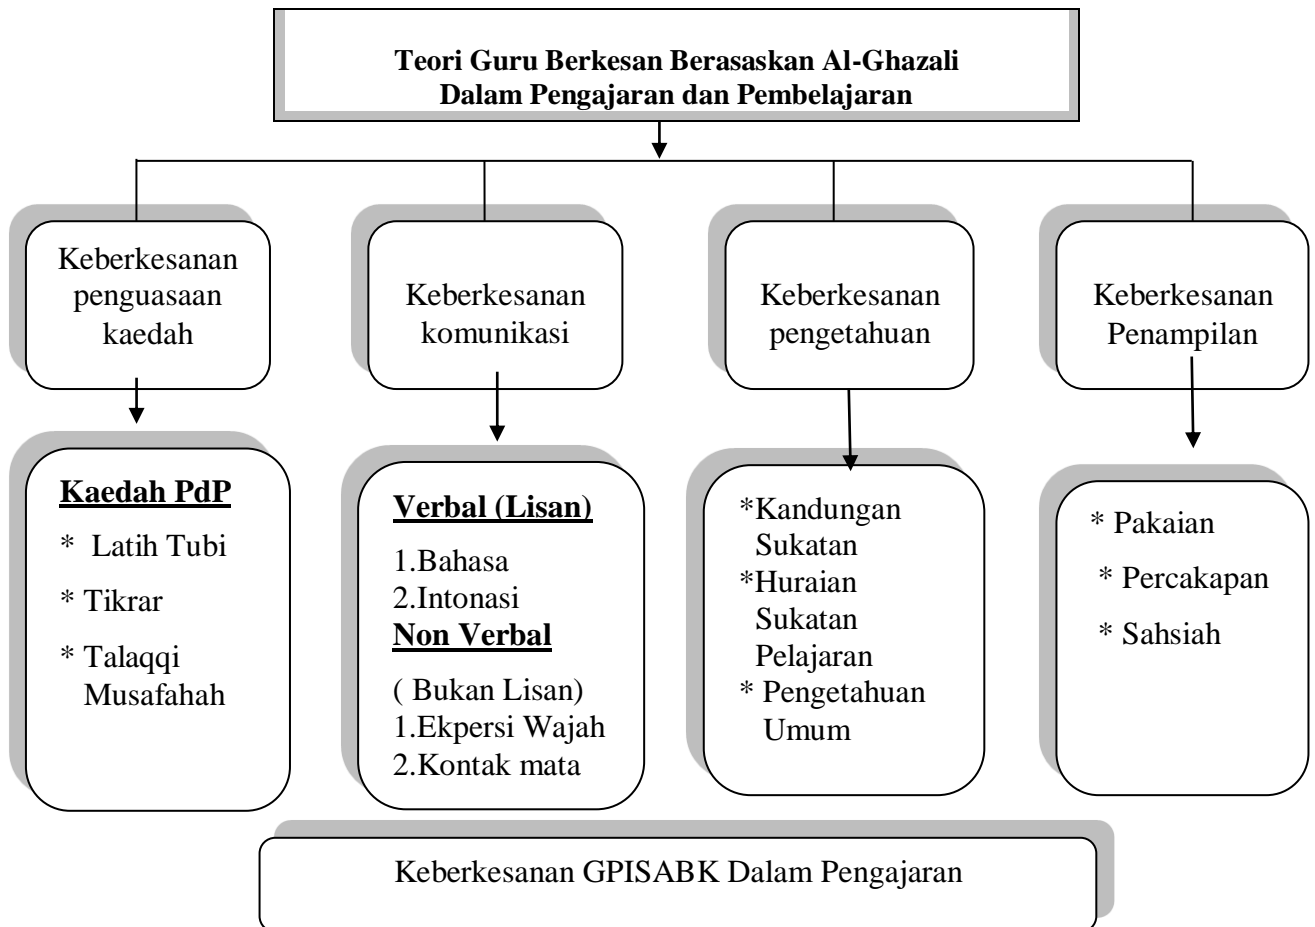 Teori Guru Berkesan Berasaskan Al-Ghazali
Dalam Pengajaran dan Pembelajaran
Keberkesanan
penguasaan
kaedah
Keberkesanan
komunikasi
Keberkesanan
pengetahuan
Keberkesanan
Penampilan
Kaedah PdP
* Latih Tubi
* Tikrar
* Talaqqi
Musafahah
Verbal (Lisan)
1.Bahasa
2.Intonasi
Non Verbal
( Bukan Lisan)
1.Ekpersi Wajah
2.Kontak mata
*Kandungan
Sukatan
*Huraian
Sukatan
Pelajaran
* Pengetahuan
Umum
* Pakaian
* Percakapan
* Sahsiah
Keberkesanan GPISABK Dalam Pengajaran